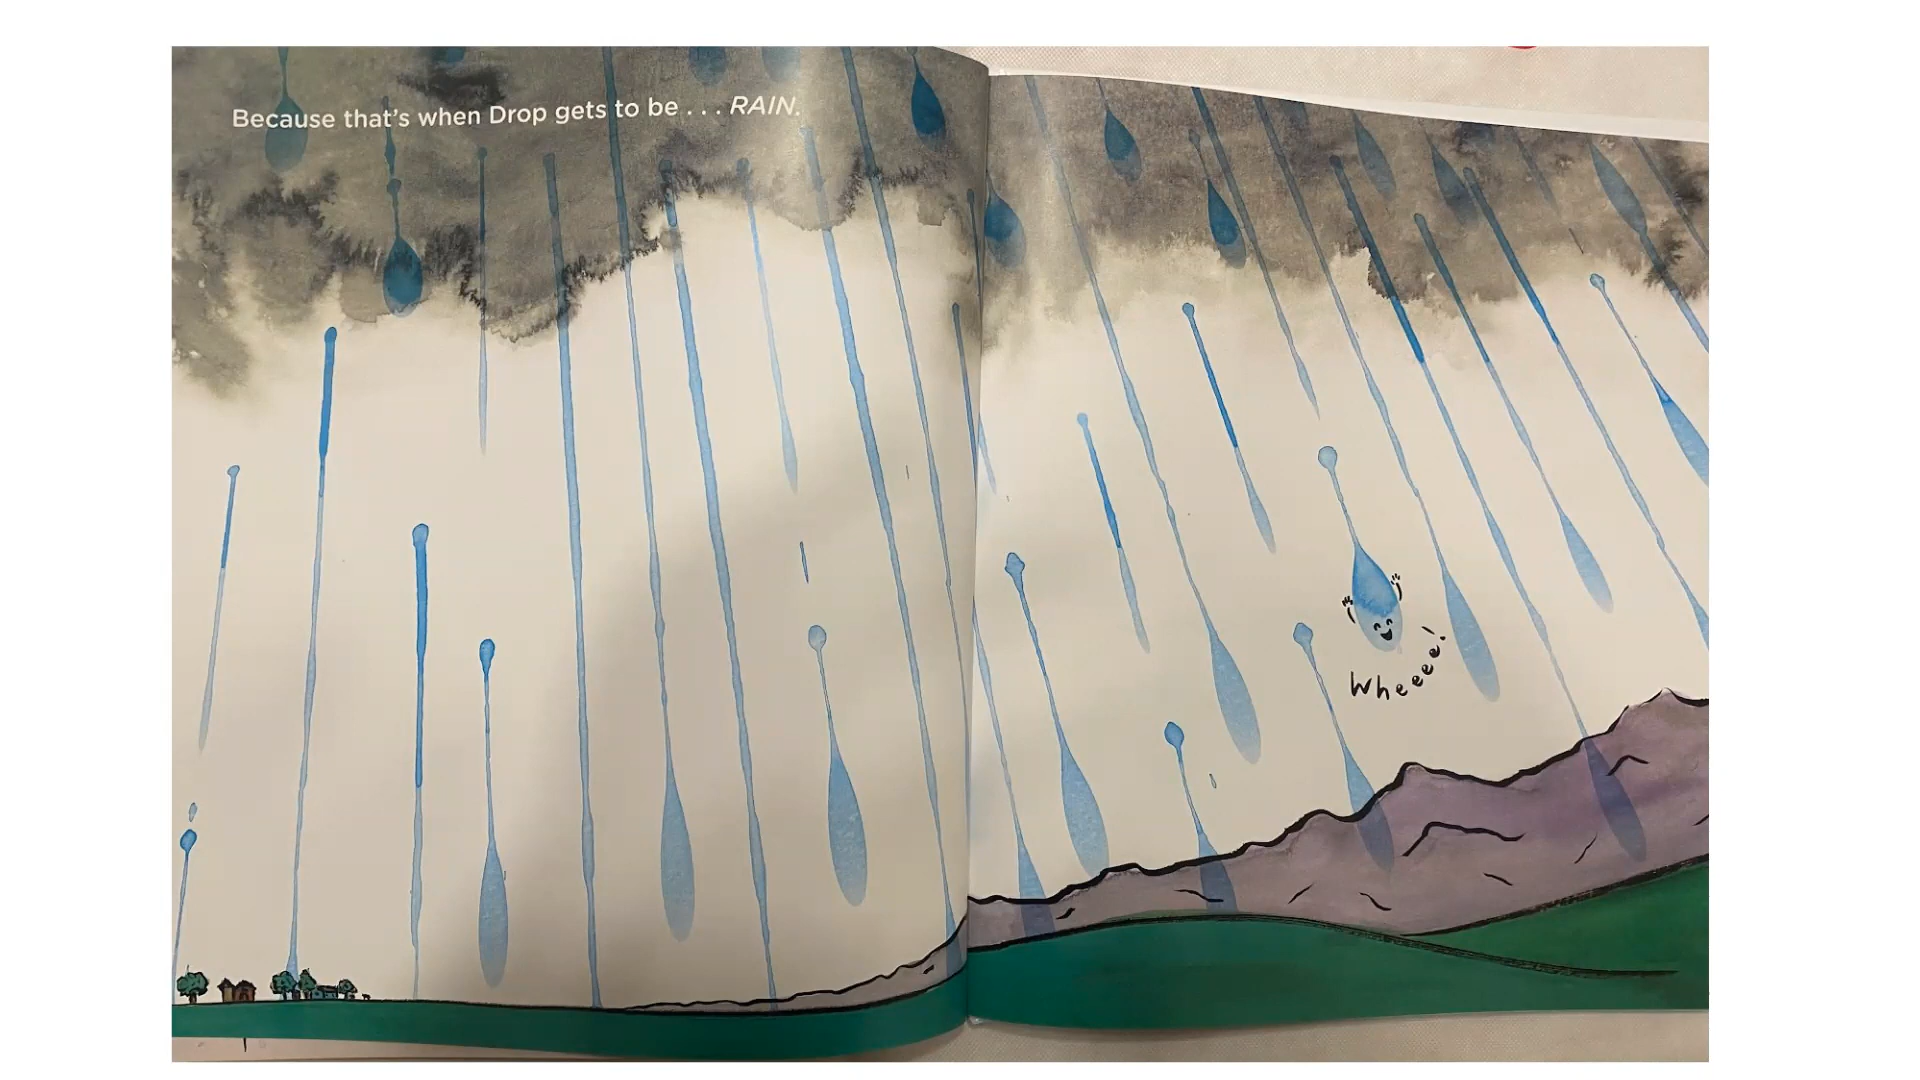 Because that's when Drop gets to be . . . RAIN.
Wheeee!